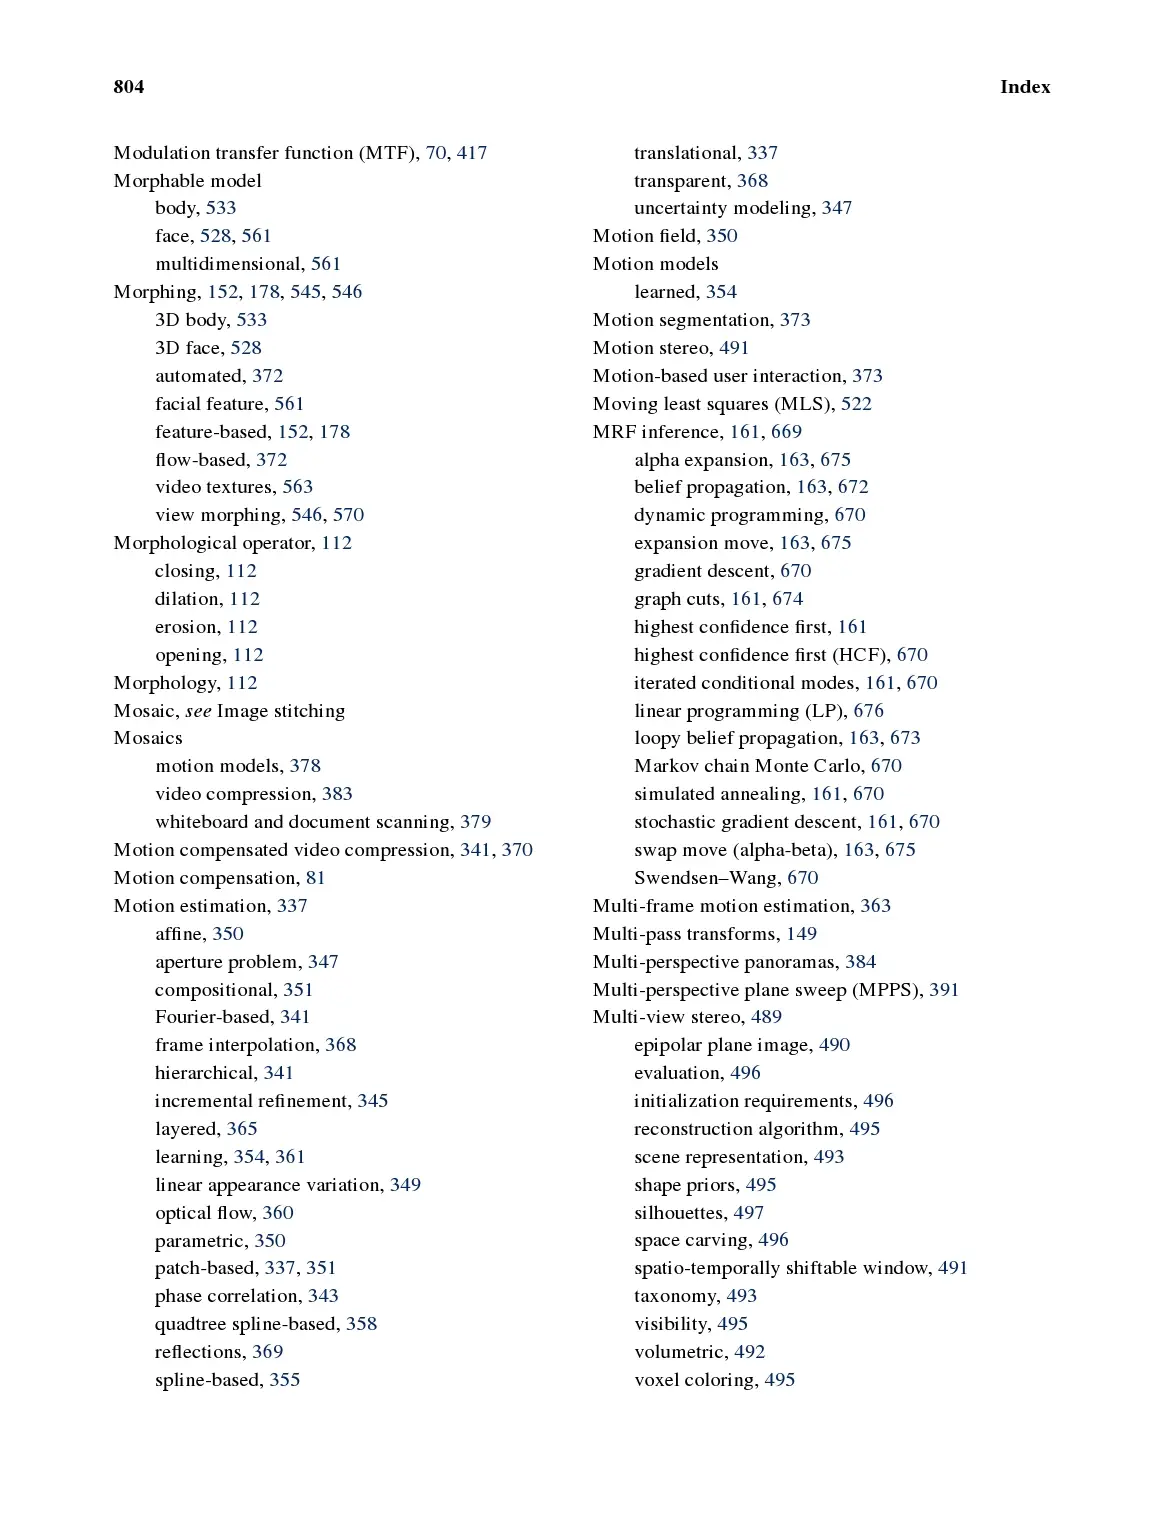 804
Index
Modulation transfer function (MTF), 70, 417
Morphable model
body, 533
face, 528, 561
multidimensional, 561
Morphing, 152, 178, 545, 546
3D body, 533
3D face, 528
automated, 372
facial feature, 561
feature-based, 152, 178
flow-based, 372
video textures, 563
view morphing, 546, 570
Morphological operator, 112
closing, 112
dilation, 112
erosion, 112
opening, 112
Morphology, 112
Mosaic, see Image stitching
Mosaics
motion models, 378
video compression, 383
whiteboard and document scanning, 379
Motion compensated video compression, 341, 370
Motion compensation, 81
Motion estimation, 337
affine, 350
aperture problem, 347
compositional, 351
Fourier-based, 341
frame interpolation, 368
hierarchical, 341
incremental refinement, 345
layered, 365
learning, 354, 361
linear appearance variation, 349
optical flow, 360
parametric, 350
patch-based, 337, 351
phase correlation, 343
quadtree spline-based, 358
reflections, 369
spline-based, 355
translational, 337
transparent, 368
uncertainty modeling, 347
Motion field, 350
Motion models
learned, 354
Motion segmentation, 373
Motion stereo, 491
Motion-based user interaction, 373
Moving least squares (MLS), 522
MRF inference, 161, 669
alpha expansion, 163, 675
belief propagation, 163, 672
dynamic programming, 670
expansion move, 163, 675
gradient descent, 670
graph cuts, 161, 674
highest confidence first, 161
highest confidence first (HCF), 670
iterated conditional modes, 161, 670
linear programming (LP), 676
loopy belief propagation, 163, 673
Markov chain Monte Carlo, 670
simulated annealing, 161, 670
stochastic gradient descent, 161, 670
swap move (alpha-beta), 163, 675
Swendsen–Wang, 670
Multi-frame motion estimation, 363
Multi-pass transforms, 149
Multi-perspective panoramas, 384
Multi-perspective plane sweep (MPPS), 391
Multi-view stereo, 489
epipolar plane image, 490
evaluation, 496
initialization requirements, 496
reconstruction algorithm, 495
scene representation, 493
shape priors, 495
silhouettes, 497
space carving, 496
spatio-temporally shiftable window, 491
taxonomy, 493
visibility, 495
volumetric, 492
voxel coloring, 495